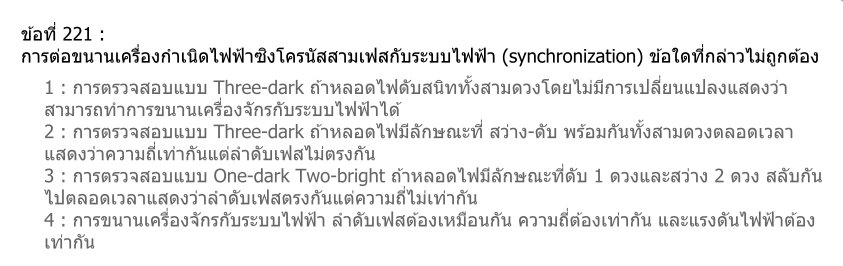 ข้อที่ 221 :
การต่อขนานเครื่องกำเนิดไฟฟ้าซิงโครนัสสามเฟสกับระบบไฟฟ้า (synchronization) ข้อใดที่กล่าวไม่ถูกต้อง
1 : การตรวจสอบแบบ Three-dark ถ้าหลอดไฟดับสนิททั้งสามดวงโดยไม่มีการเปลี่ยนแปลงแสดงว่า
สามารถทำการขนานเครื่องจักรกับระบบไฟฟ้าได้
2 : การตรวจสอบแบบ Three-dark ถ้าหลอดไฟมีลักษณะที่ สว่าง-ดับ พร้อมกันทั้งสามดวงตลอดเวลา
แสดงว่าความถี่เท่ากันแต่ลำดับเฟสไม่ตรงกัน
3 : การตรวจสอบแบบ One-dark Two-bright ถ้าหลอดไฟมีลักษณะที่ดับ 1 ดวงและสว่าง 2 ดวง สลับกัน
ไปตลอดเวลาแสดงว่าลำดับเฟสตรงกันแต่ความถี่ไม่เท่ากัน
4 : การขนานเครื่องจักรกับระบบไฟฟ้า ลำดับเฟสต้องเหมือนกัน ความถี่ต้องเท่ากัน และแรงดันไฟฟ้าต้อง
เท่ากัน